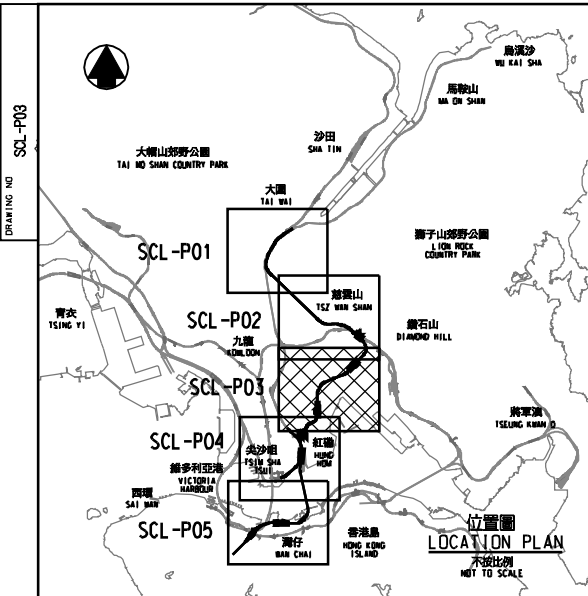 DRAWING NO SCL-P03
烏溪沙
WU KAI SHA
馬鞍山
MA ON SHAN
沙田
SHA TIN
大帽山郊野公園
TAI MO SHAN COUNTRY PARK
大圍
TAI WAI
獅子山郊野公園
LION ROCK
COUNTRY PARK
SCL-P01
慈雲山
TSZ WAN SHAN
青衣
TSING YI
SCL-P02
鑽石山
DIAMOND HILL
九龍
KOWLOON
SCL-P03
將軍澳
TSEUNG KWAN O
SCL-P04
尖沙咀
TSIM SHA
TSUI
紅磡
HUNG
HOM
維多利亞港
VICTORIA
HARBOUR
西環
SAI WAN
SCL-P05
灣仔
WAN CHAI
香港島
HONG KONG
ISLAND
位置圖
LOCATION PLAN
不按比例
NOT TO SCALE